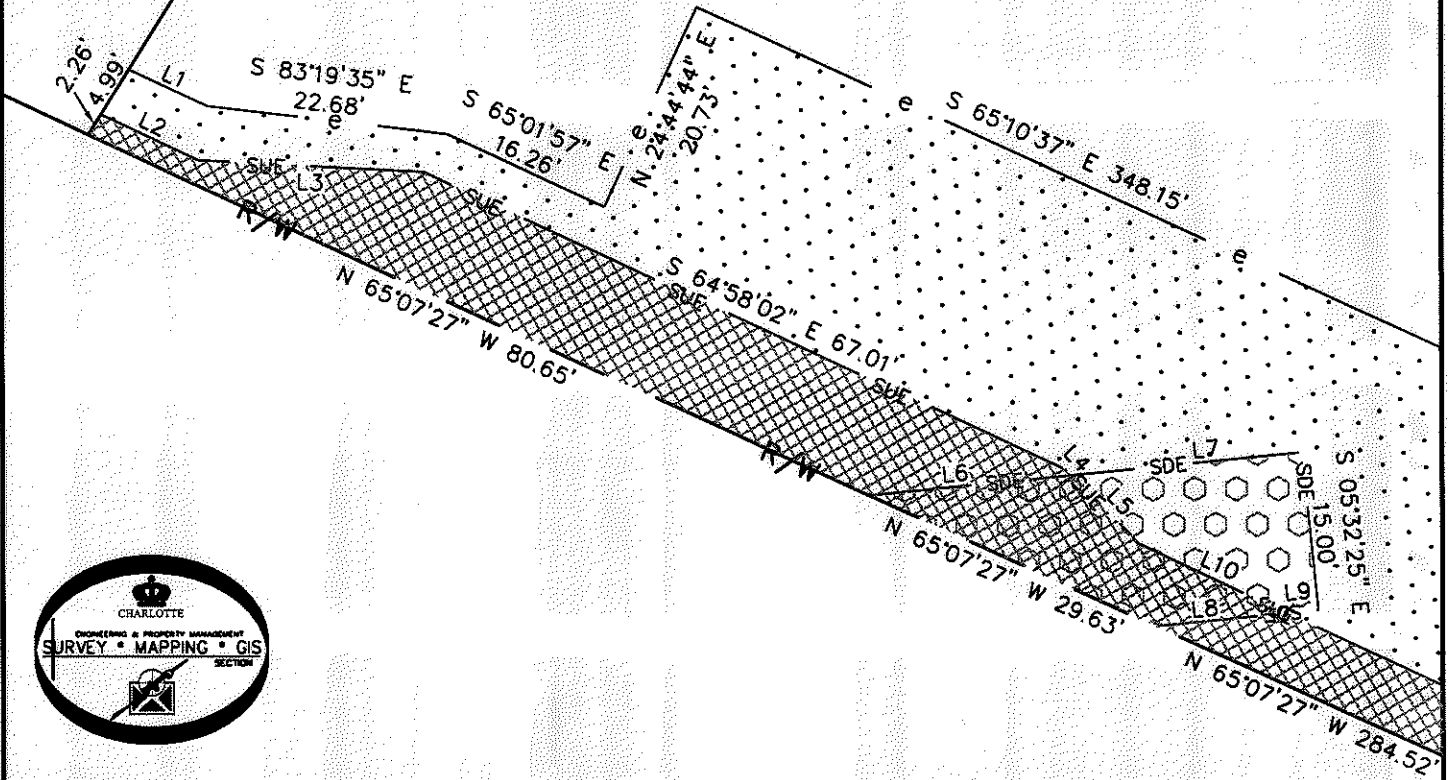 2.26'
4.99'
L1
L2
S 83°19'35" E
22.68'
e
S 65°01'57" E
16.26'
e
N 24°44'44" E
20.73'
e
e
S 65°10'37" E 348.15'
e
SUE
L3
SUE
R/W
N 65°07'27" W 80.65'
S 64°58'02" E 67.01'
SUE
SUE
R/W
L4
L6
SDE
SUE
L5
SDE
L7
SDE
15.00'
S 05°32'25" E
L10
L9
L8
N 65°07'27" W 29.63'
N 65°07'27" W 284.52'
CHARLOTTE
ENGINEERING & PROPERTY MANAGEMENT
SURVEY * MAPPING * GIS
SECTION